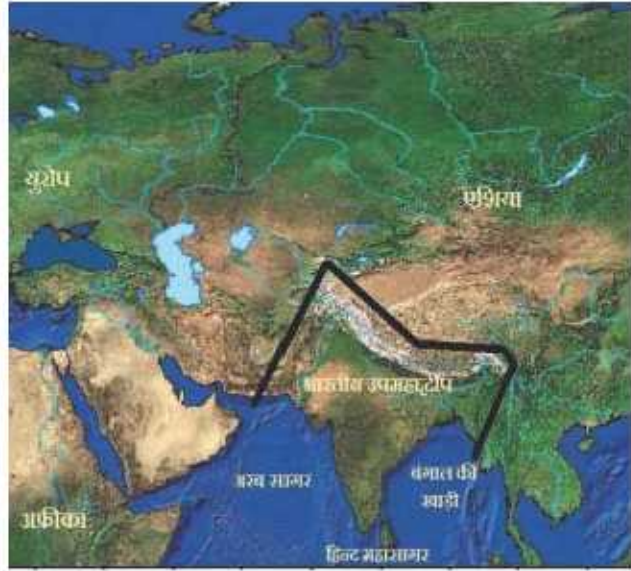 युरोप
एशिया
भारतीय उपमहाद्वीप
अरब सागर
बंगाल की
खाड़ी
अफ्रीका
हिन्द महासागर